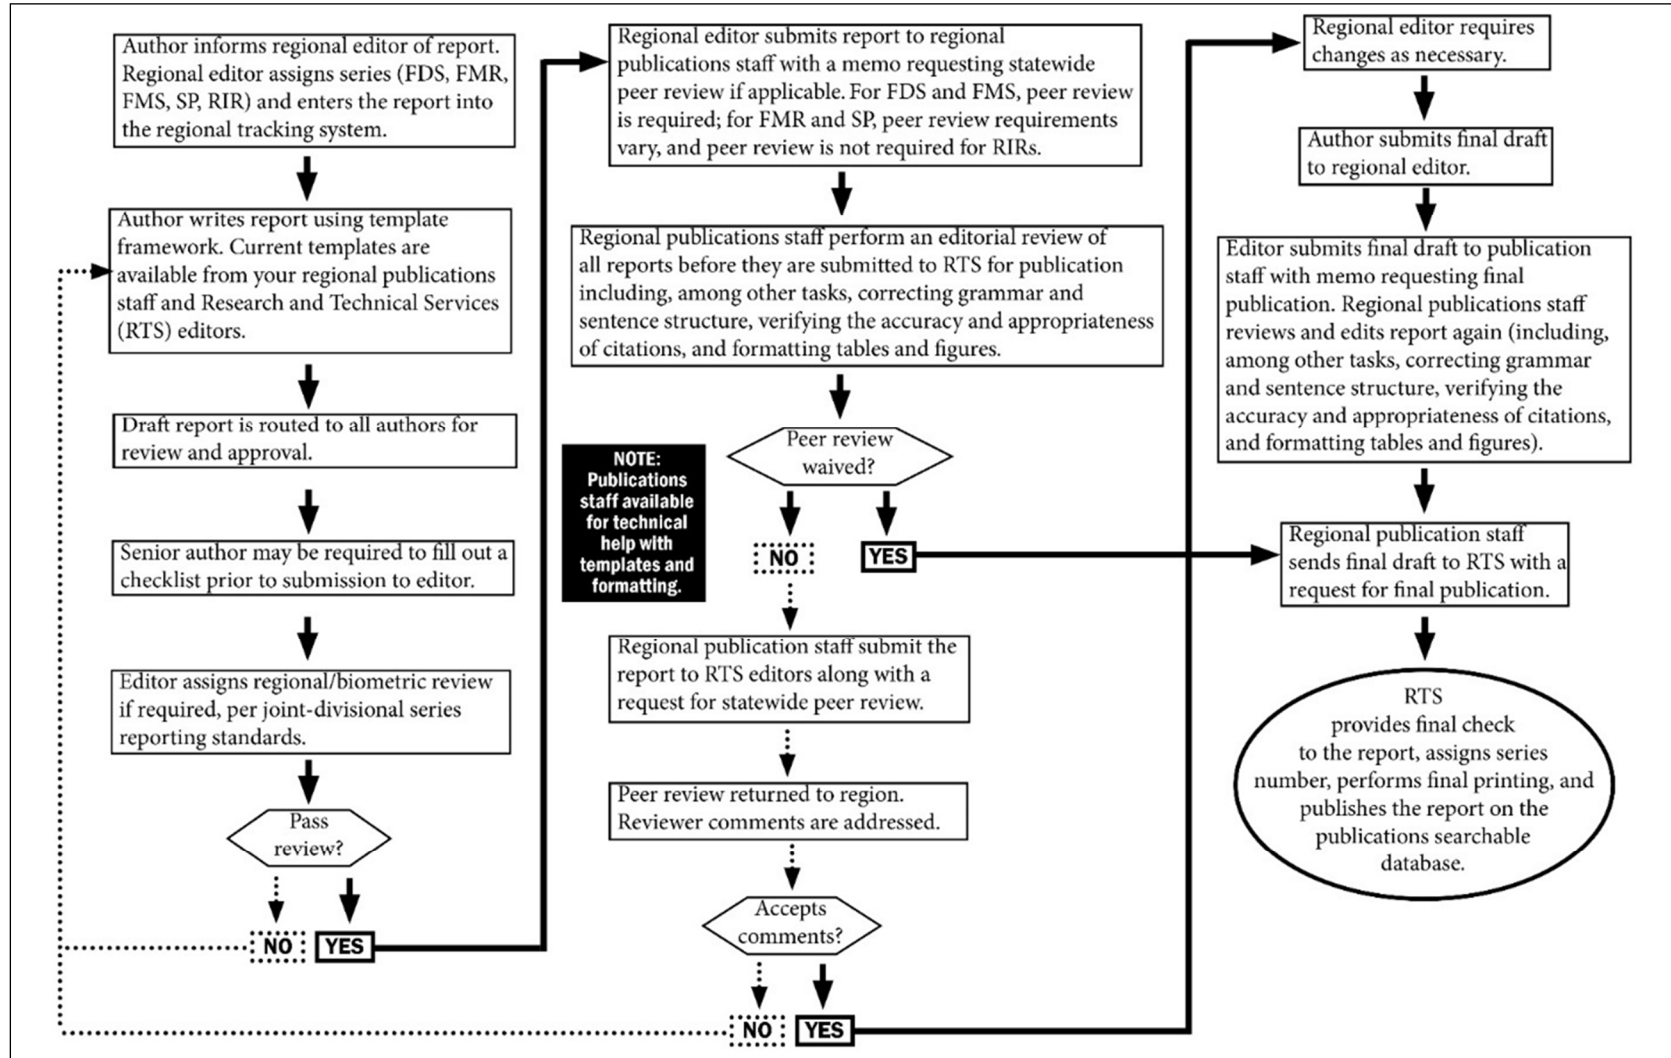 Author informs regional editor of report.
Regional editor assigns series (FDS, FMR,
FMS, SP, RIR) and enters the report into
the regional tracking system.
Author writes report using template
framework. Current templates are
available from your regional publications
staff and Research and Technical Services
(RTS) editors.
Draft report is routed to all authors for
review and approval.
Senior author may be required to fill out a
checklist prior to submission to editor.
Editor assigns regional/biometric review
if required, per joint-divisional series
reporting standards.
Pass
review?
NO
YES
Regional editor submits report to regional
publications staff with a memo requesting statewide
peer review if applicable. For FDS and FMS, peer review
is required; for FMR and SP, peer review requirements
vary, and peer review is not required for RIRs.
Regional publications staff perform an editorial review of
all reports before they are submitted to RTS for publication
including, among other tasks, correcting grammar and
sentence structure, verifying the accuracy and appropriateness
of citations, and formatting tables and figures.
Peer review
waived?
NOTE:
Publications
staff available
for technical
help with
templates and
formatting.
NO
YES
Regional publication staff submit the
report to RTS editors along with a
request for statewide peer review.
Peer review returned to region.
Reviewer comments are addressed.
Accepts
comments?
NO
YES
Regional editor requires
changes as necessary.
Author submits final draft
to regional editor.
Editor submits final draft to publication
staff with memo requesting final
publication. Regional publications staff
reviews and edits report again (including,
among other tasks, correcting grammar
and sentence structure, verifying the
accuracy and appropriateness of citations,
and formatting tables and figures).
Regional publication staff
sends final draft to RTS with a
request for final publication.
RTS
provides final check
to the report, assigns series
number, performs final printing, and
publishes the report on the
publications searchable
database.